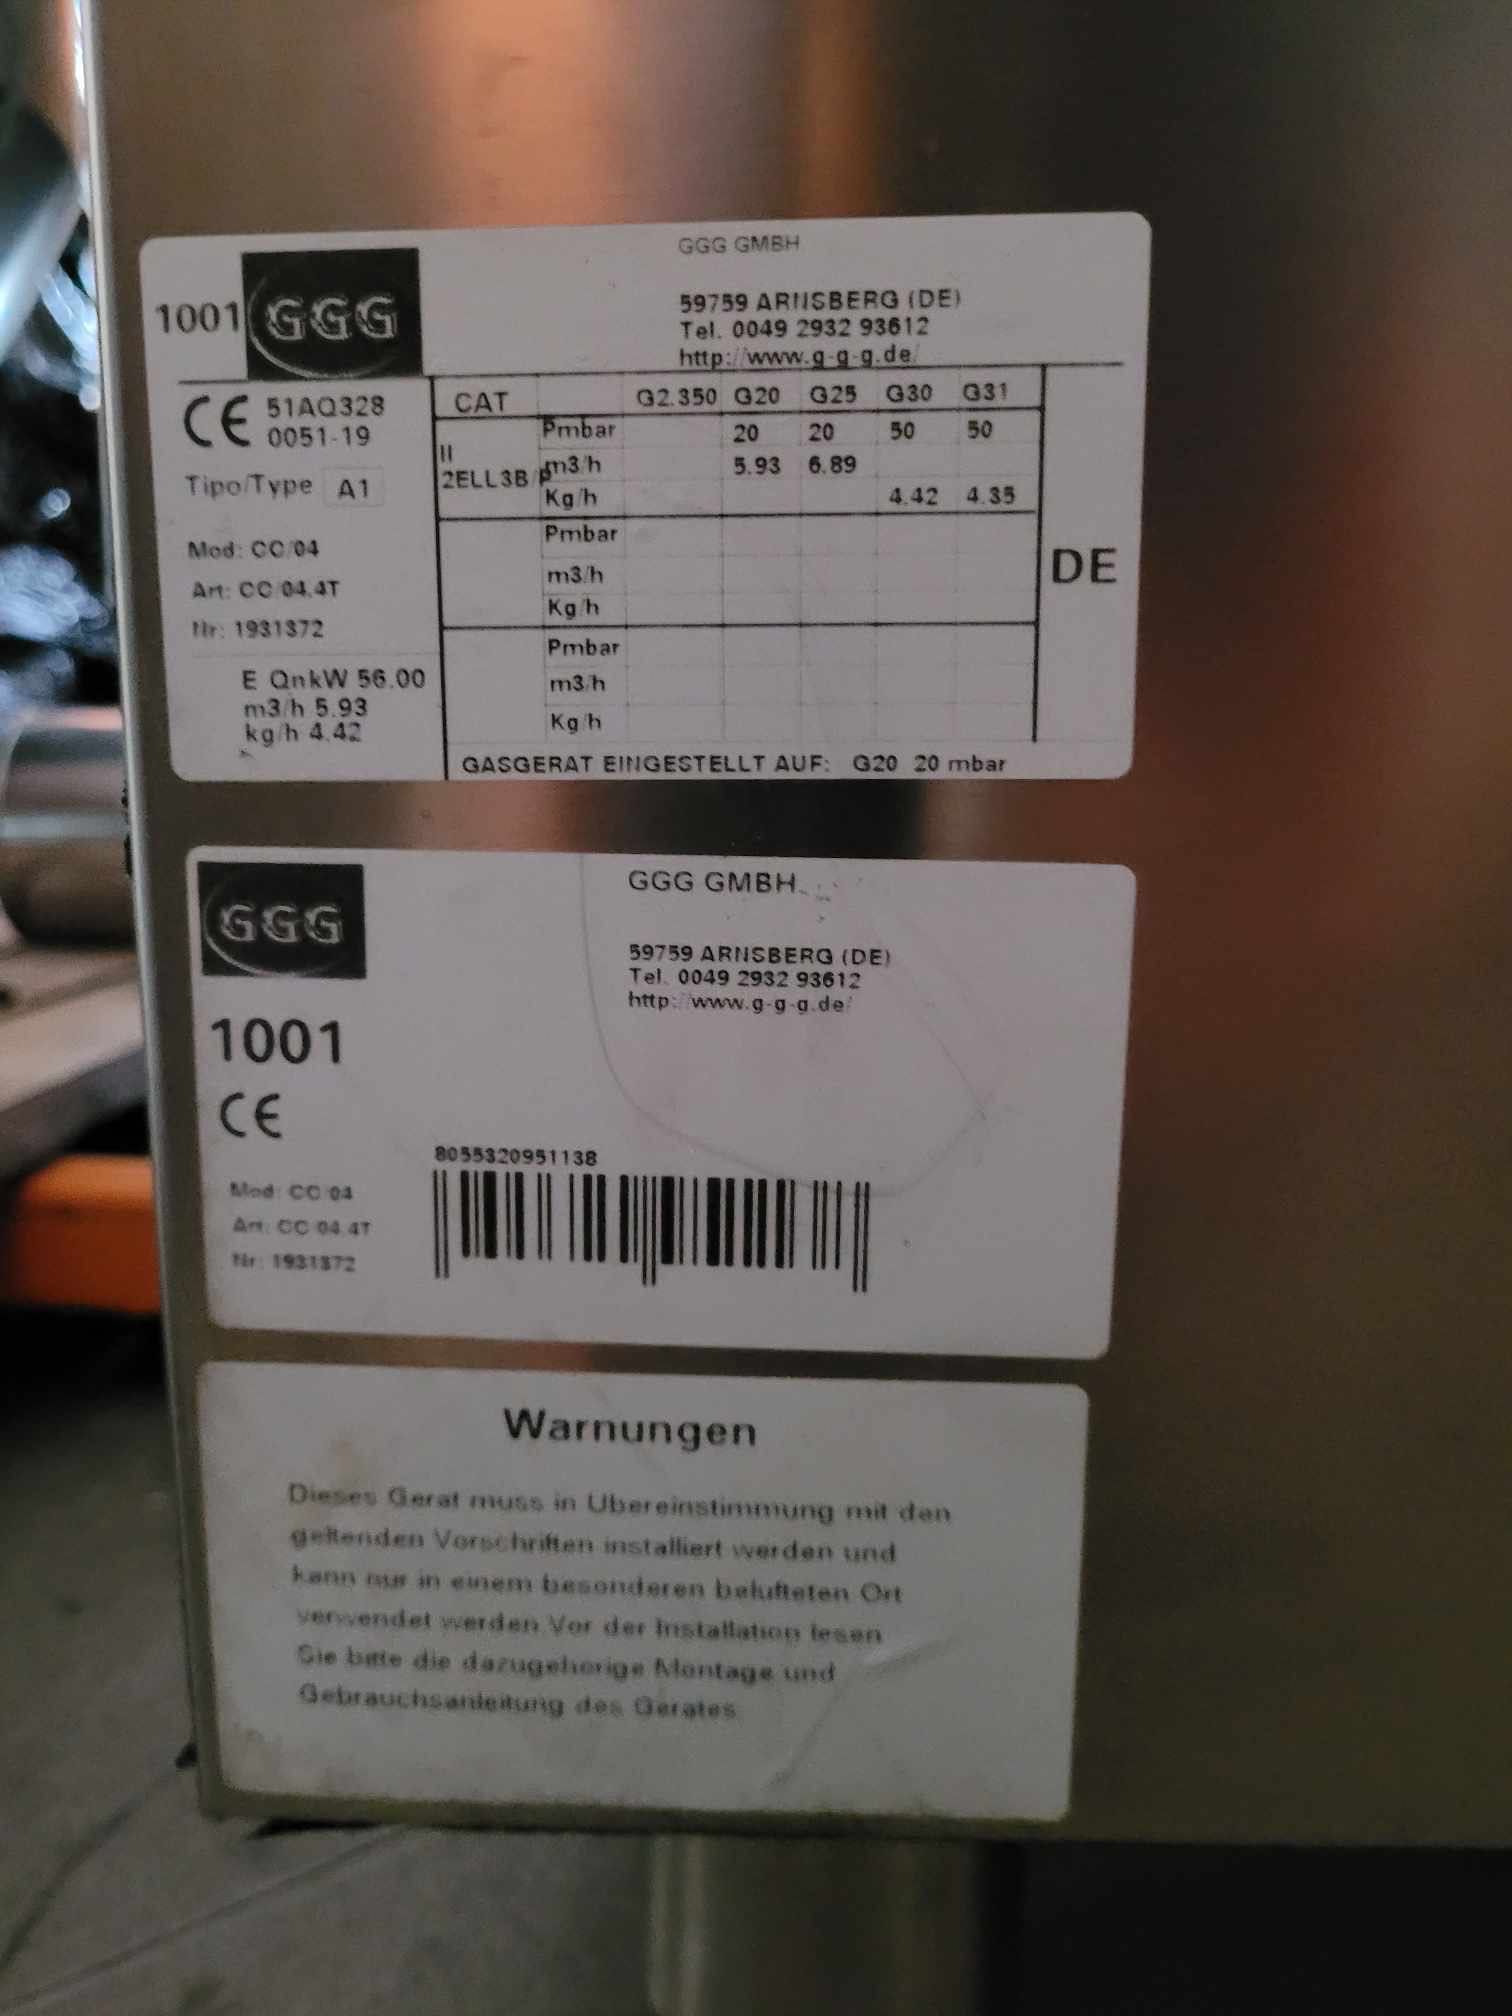 GGG GMBH
1001 GGG
59759 ARNSBERG (DE)
Tel. 0049 2932 93612
http://www.g-g-g.de/
CE 51AQ328
0051-19
Tipo/Type A1
Mod: CC/04
Art: CC/04.4T
Nr: 1931372
E QnkW 56.00
m3/h 5.93
kg/h 4.42
CAT G2.350 G20 G25 G30 G31
Pmbar 20 20 50 50
II
2ELL3B/P
m3/h 5.93 6.89
Kg/h 4.42 4.35
Pmbar
m3/h
Kg/h
Pmbar
m3/h
Kg/h
DE
GASGERAT EINGESTELLT AUF: G20 20 mbar
GGG
GGG GMBH
59759 ARNSBERG (DE)
Tel. 0049 2932 93612
http://www.g-g-g.de/
1001
CE
8055320951138
Mod: CC/04
Art: CC/04.4T
Nr: 1931372
Warnungen
Dieses Gerat muss in Ubereinstimmung mit den
geltenden Vorschriften installiert werden und
kann nur in einem besonderen belufteten Ort
verwendet werden.Vor der Installation lesen
Sie bitte die dazugehorige Montage und
Gebrauchsanleitung des Gerates.